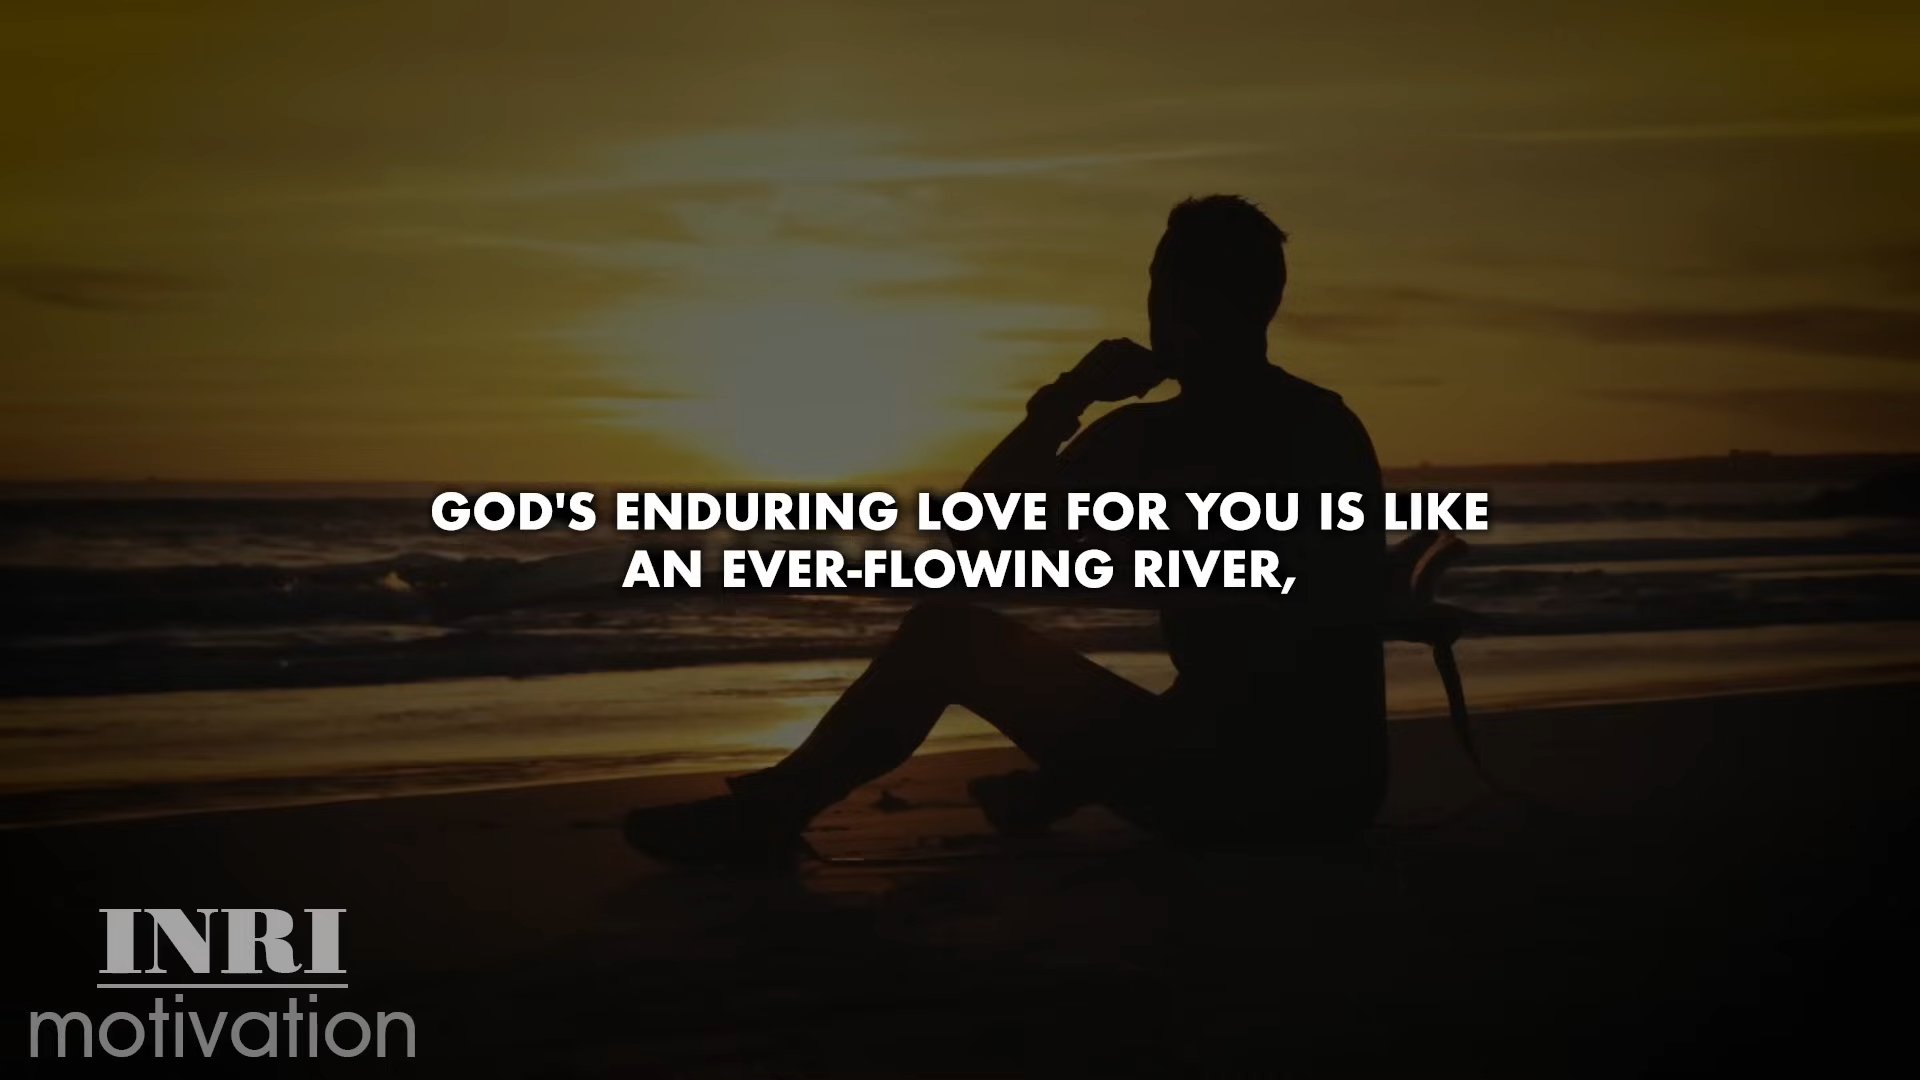 GOD'S ENDURING LOVE FOR YOU IS LIKE
AN EVER-FLOWING RIVER,
INRI
motivation